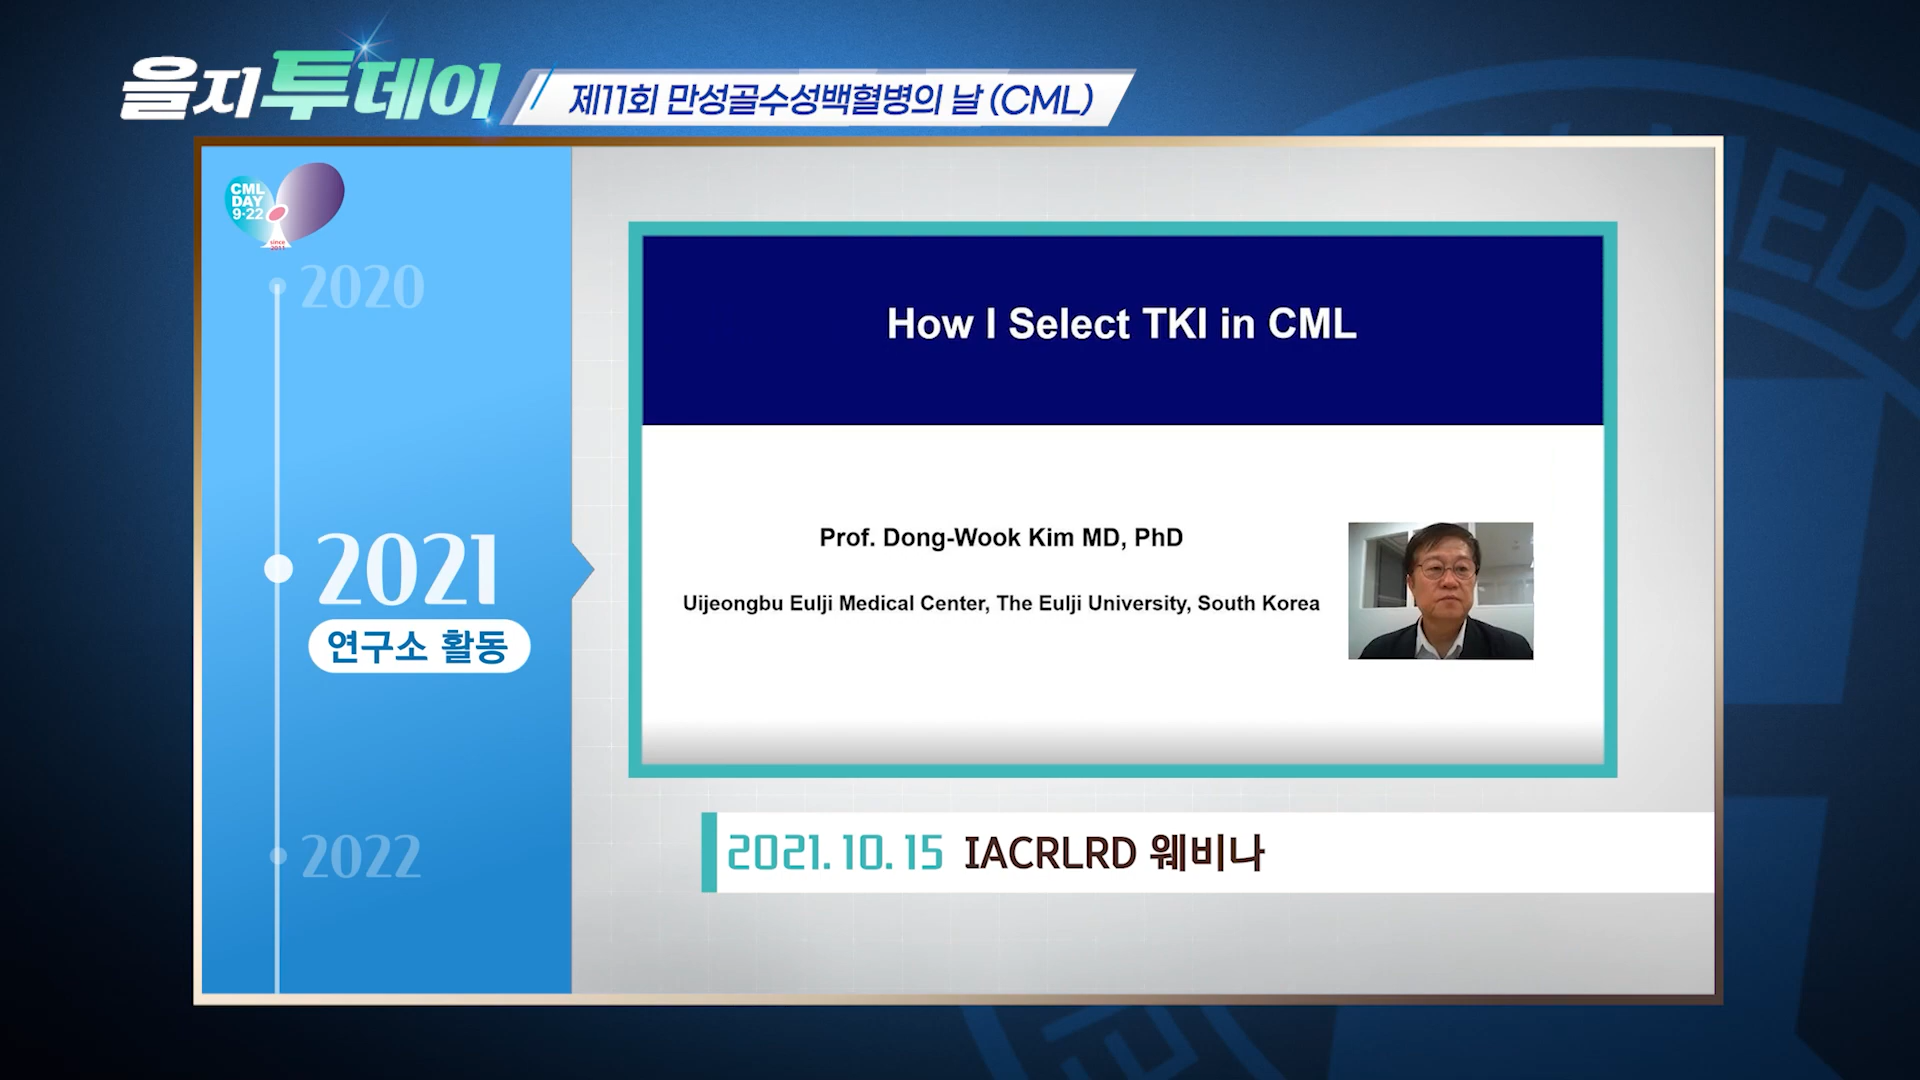 을지투데이
제11회 만성골수성백혈병의 날 (CML)
CML
DAY
9·22
since
2011
2020
2021
연구소 활동
2022
How I Select TKI in CML
Prof. Dong-Wook Kim MD, PhD
Uijeongbu Eulji Medical Center, The Eulji University, South Korea
2021. 10. 15 IACRLRD 웨비나